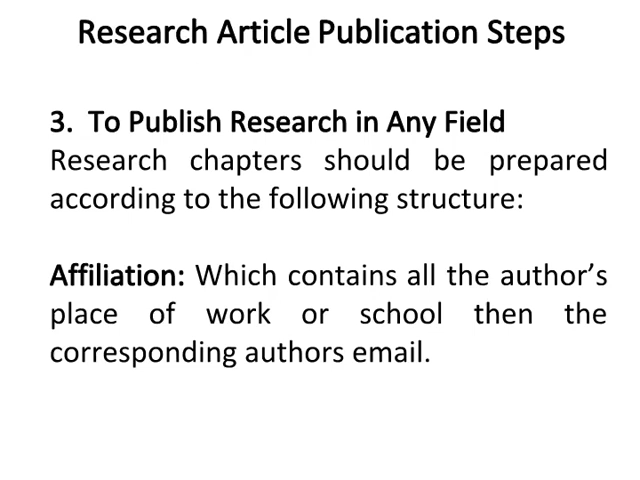 Research Article Publication Steps
3. To Publish Research in Any Field
Research chapters should be prepared
according to the following structure:
Affiliation: Which contains all the author’s
place of work or school then the
corresponding authors email.